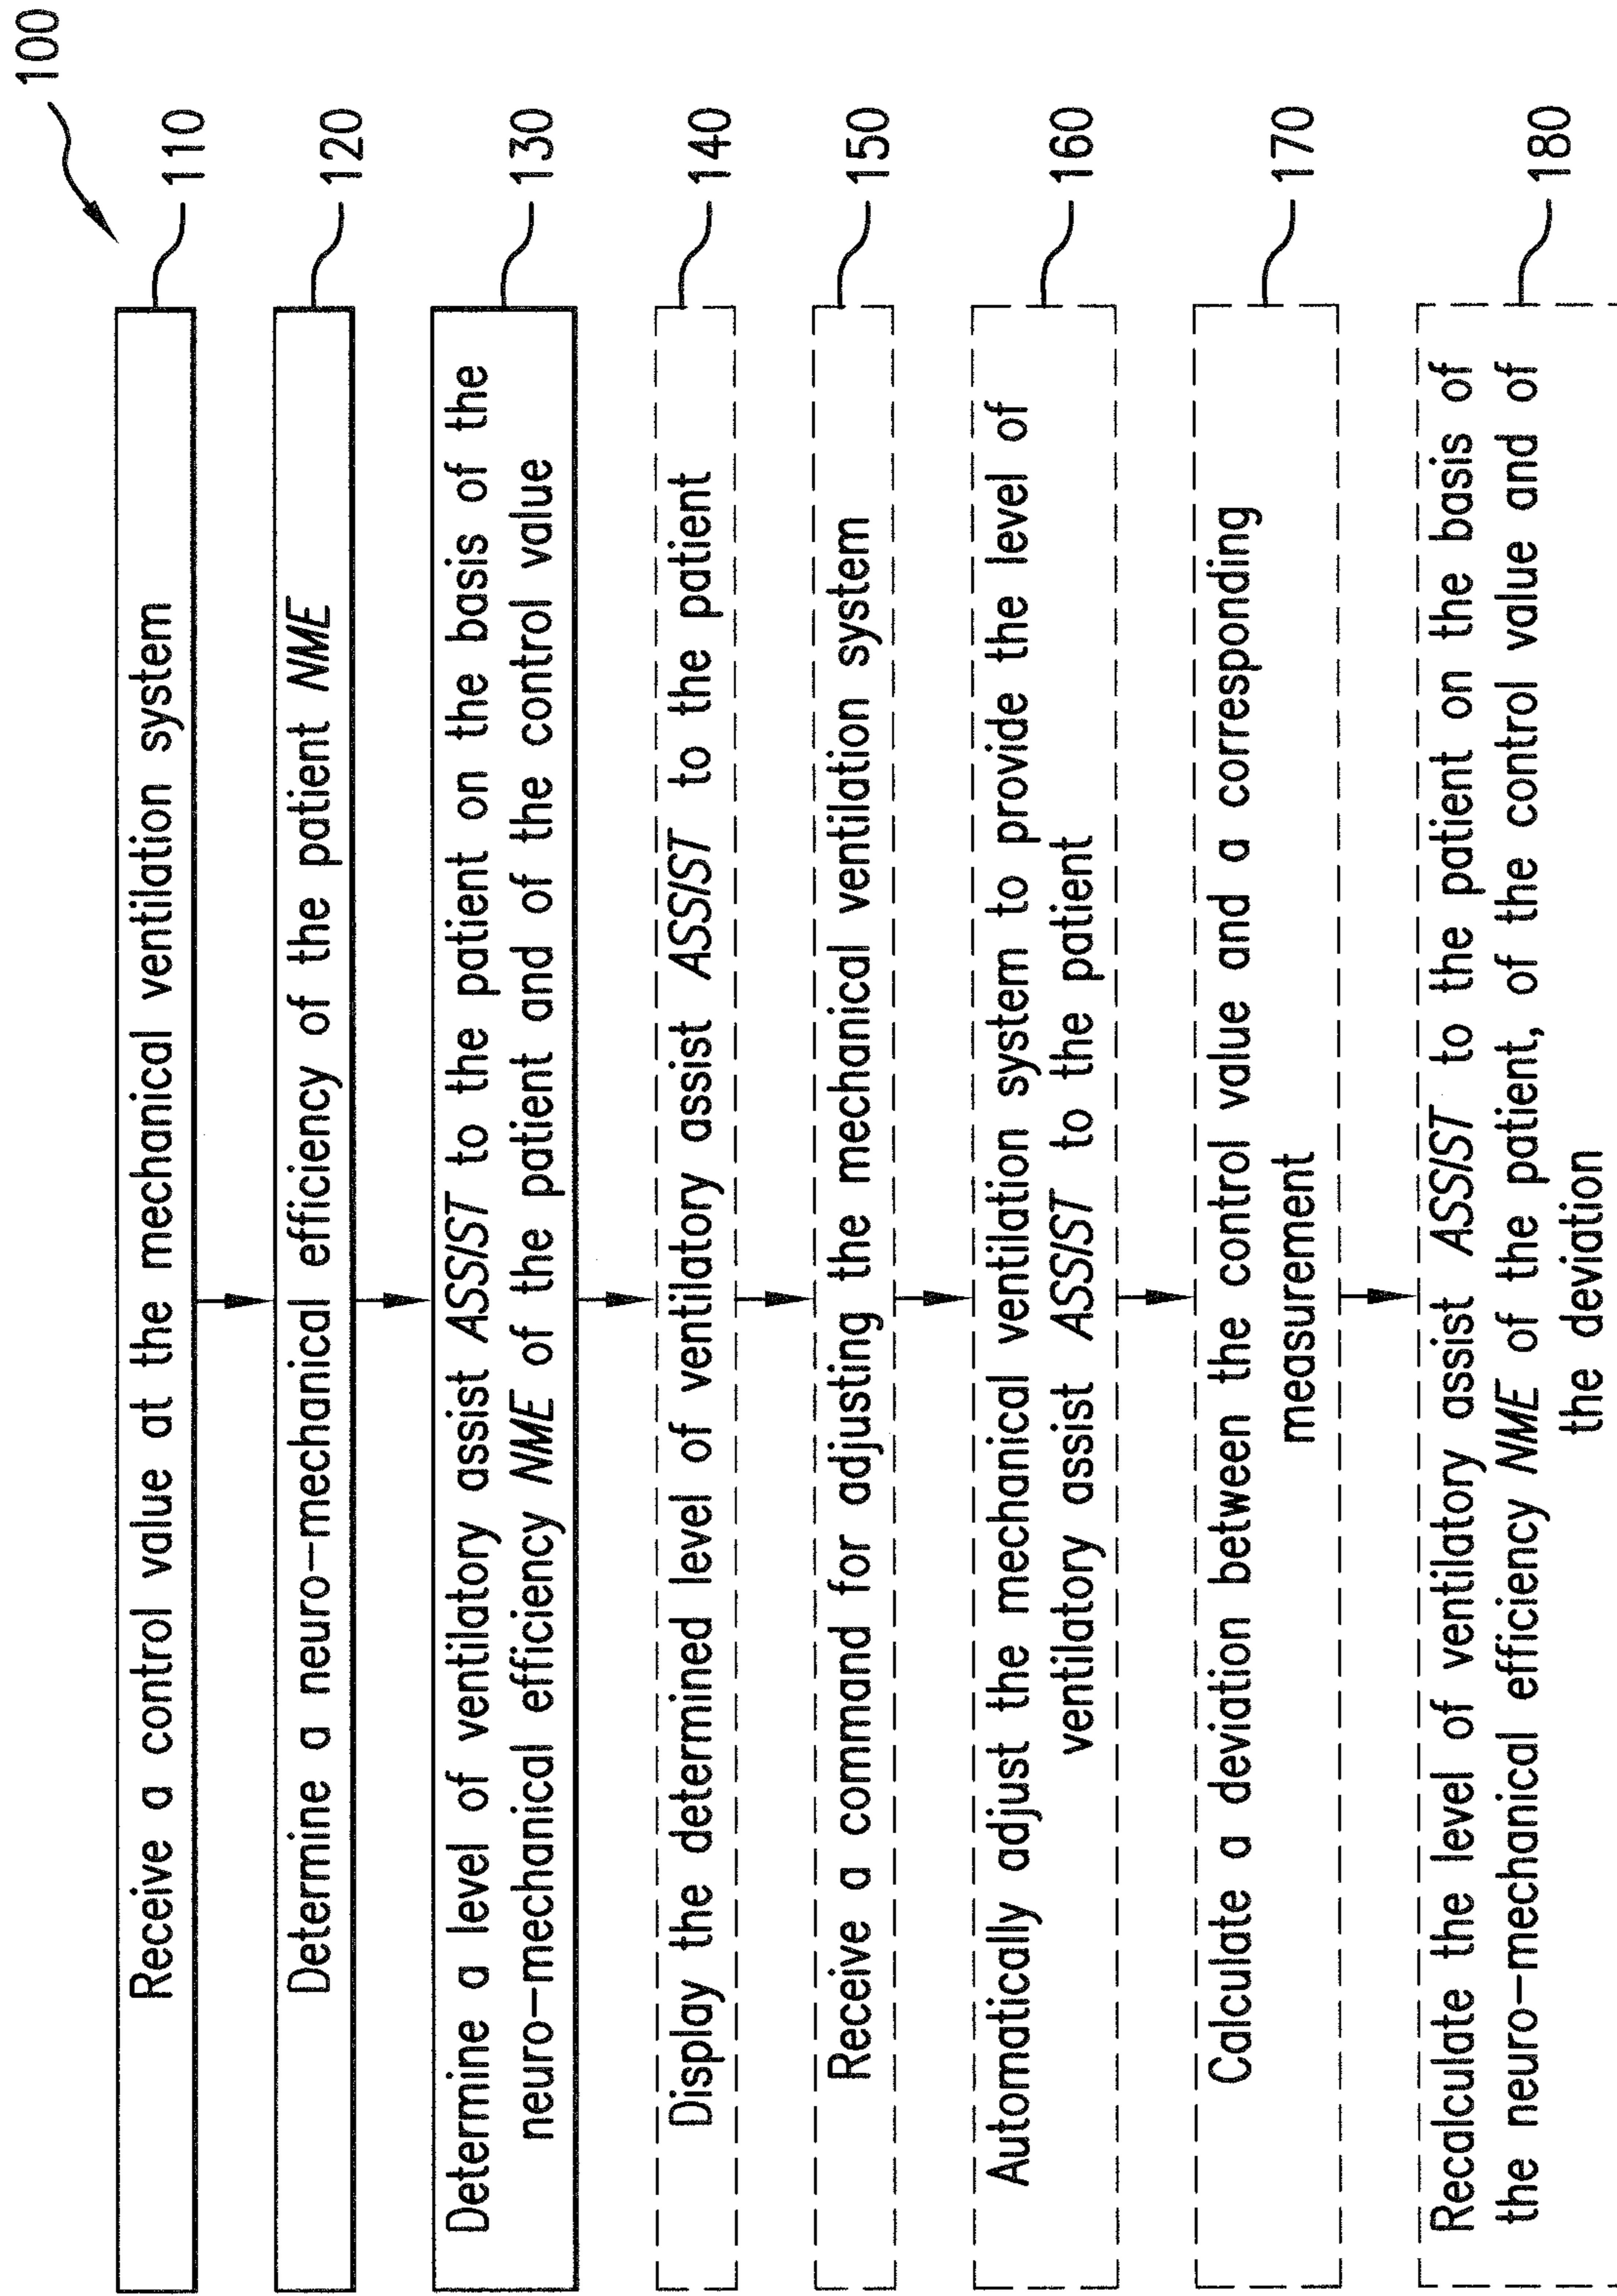 100
Receive a control value at the mechanical ventilation system
110
Determine a neuro-mechanical efficiency of the patient NME
120
Determine a level of ventilatory assist ASSIST to the patient on the basis of the
neuro-mechanical efficiency NME of the patient and of the control value
130
Display the determined level of ventilatory assist ASSIST to the patient
140
Receive a command for adjusting the mechanical ventilation system
150
Automatically adjust the mechanical ventilation system to provide the level of
ventilatory assist ASSIST to the patient
160
Calculate a deviation between the control value and a corresponding
measurement
170
Recalculate the level of ventilatory assist ASSIST to the patient on the basis of
the neuro-mechanical efficiency NME of the patient, of the control value and of
the deviation
180